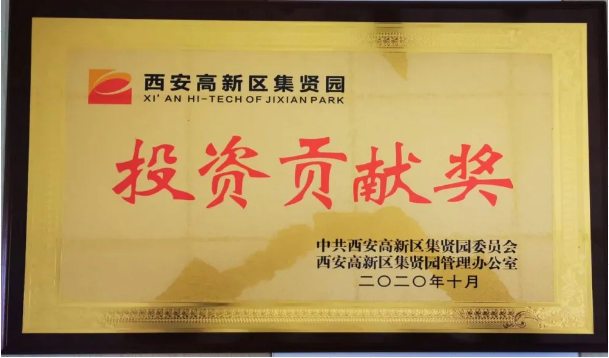 西安高新区集贤园
XI'AN HI-TECH OF JIXIAN PARK
投资贡献奖
中共西安高新区集贤园委员会
西安高新区集贤园管理办公室
二〇二〇年十月